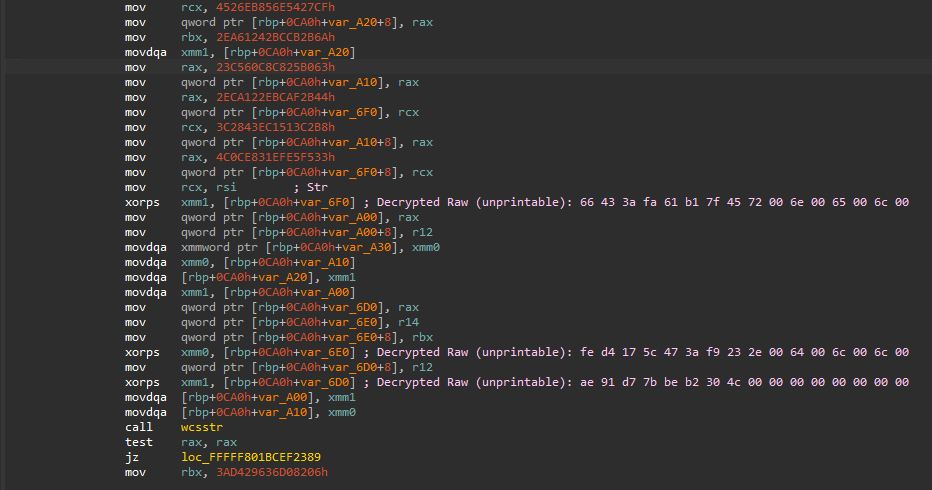 mov rcx, 4526EB856E5427CFh
mov qword ptr [rbp+0CA0h+var_A20+8], rax
mov rbx, 2EA61242BCCB2B6Ah
movdqa xmm1, [rbp+0CA0h+var_A20]
mov rax, 23C560C8C825B063h
mov qword ptr [rbp+0CA0h+var_A10], rax
mov rax, 2ECA122EBCAF2B44h
mov qword ptr [rbp+0CA0h+var_6F0], rcx
mov rcx, 3C2843EC1513C2B8h
mov qword ptr [rbp+0CA0h+var_A10+8], rax
mov rax, 4C0CE831EFE5F533h
mov qword ptr [rbp+0CA0h+var_6F0+8], rcx
mov rcx, rsi ; Str
xorps xmm1, [rbp+0CA0h+var_6F0] ; Decrypted Raw (unprintable): 66 43 3a fa 61 b1 7f 45 72 00 6e 00 65 00 6c 00
mov qword ptr [rbp+0CA0h+var_A00], rax
mov qword ptr [rbp+0CA0h+var_A00+8], r12
movdqa xmmword ptr [rbp+0CA0h+var_A30], xmm0
movdqa xmm0, [rbp+0CA0h+var_A10]
movdqa [rbp+0CA0h+var_A20], xmm1
movdqa xmm1, [rbp+0CA0h+var_A00]
mov qword ptr [rbp+0CA0h+var_6D0], rax
mov qword ptr [rbp+0CA0h+var_6E0], r14
mov qword ptr [rbp+0CA0h+var_6E0+8], rbx
xorps xmm0, [rbp+0CA0h+var_6E0] ; Decrypted Raw (unprintable): fe d4 17 5c 47 3a f9 23 2e 00 64 00 6c 00 6c 00
mov qword ptr [rbp+0CA0h+var_6D0+8], r12
xorps xmm1, [rbp+0CA0h+var_6D0] ; Decrypted Raw (unprintable): ae 91 d7 7b be b2 30 4c 00 00 00 00 00 00 00 00
movdqa [rbp+0CA0h+var_A00], xmm1
movdqa [rbp+0CA0h+var_A10], xmm0
call wcsstr
test rax, rax
jz loc_FFFFF801BCEF2389
mov rbx, 3AD429636D08206h